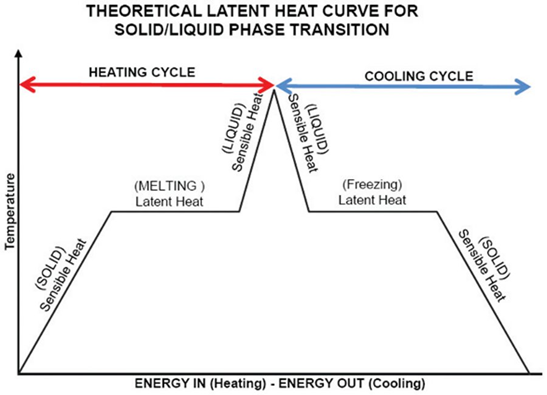 THEORETICAL LATENT HEAT CURVE FOR
SOLID/LIQUID PHASE TRANSITION
HEATING CYCLE
COOLING CYCLE
(LIQUID)
Sensible Heat
(LIQUID)
Sensible Heat
(MELTING )
Latent Heat
(Freezing)
Latent Heat
Temperature
(SOLID)
Sensible Heat
(SOLID)
Sensible Heat
ENERGY IN (Heating) - ENERGY OUT (Cooling)